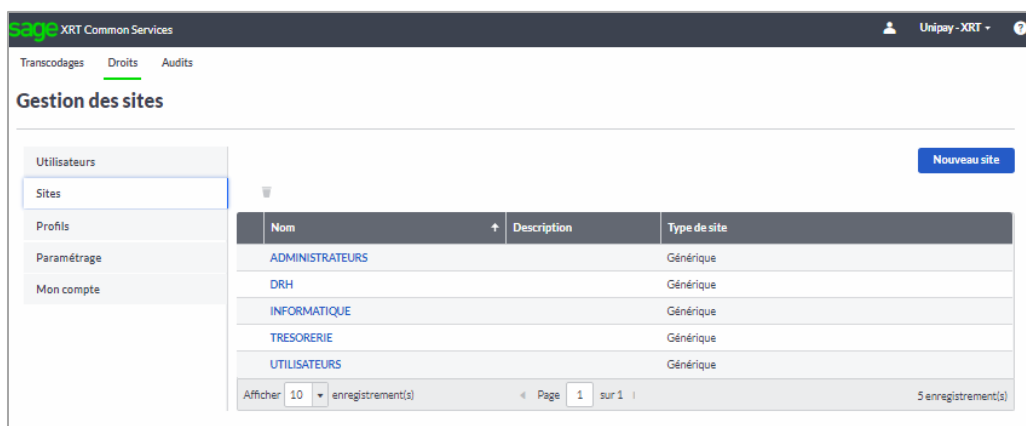 sage XRT Common Services Unipay - XRT ?
Transcodages Droits Audits
Gestion des sites
Utilisateurs
Nouveau site
Sites
Profils
Paramétrage
Mon compte
Nom Description Type de site
ADMINISTRATEURS Générique
DRH Générique
INFORMATIQUE Générique
TRESORERIE Générique
UTILISATEURS Générique
Afficher 10 enregistrement(s) Page 1 sur 1 5 enregistrement(s)